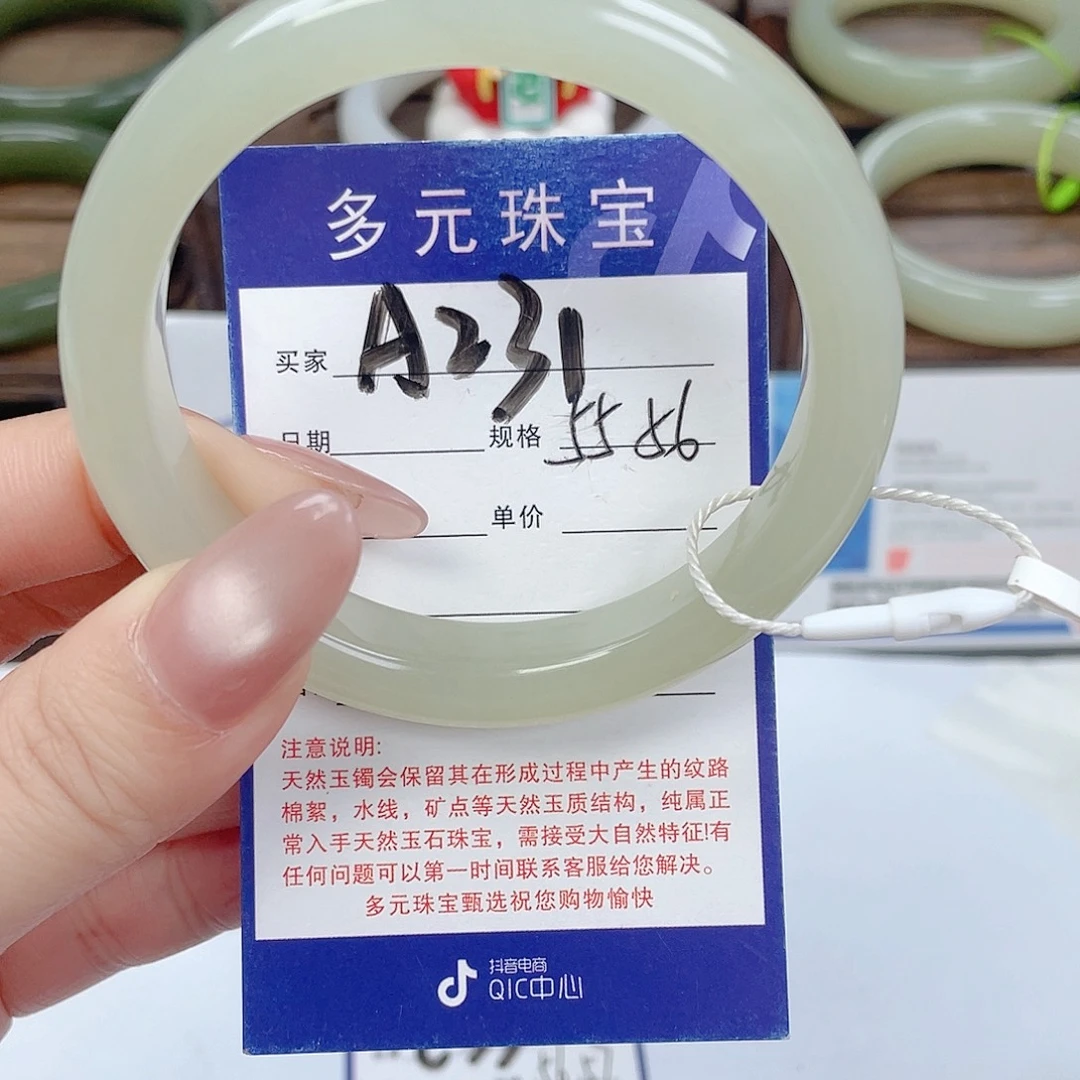 多元珠宝
买家 A231
日期 规格 55 56
单价
注意说明:
天然玉镯会保留其在形成过程中产生的纹路
棉絮，水线，矿点等天然玉质结构，纯属正
常入手天然玉石珠宝，需接受大自然特征!有
任何问题可以第一时间联系客服给您解决。
多元珠宝甄选祝您购物愉快
抖音电商
QIC中心